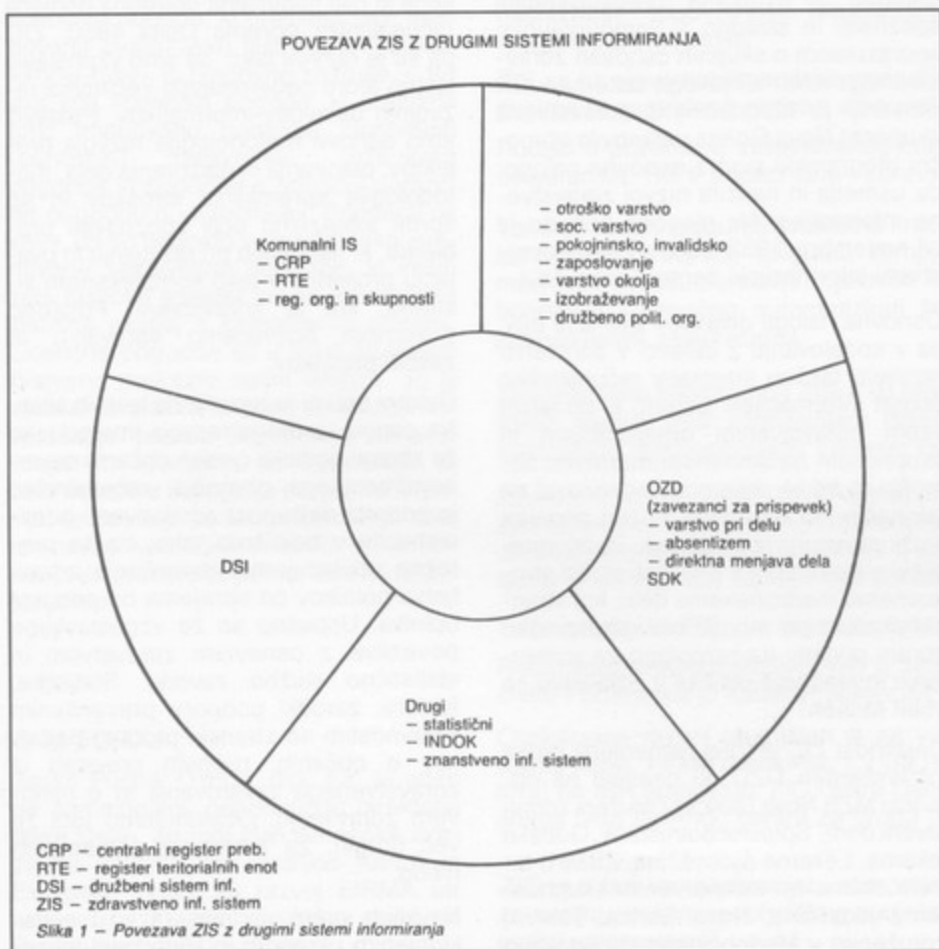 POVEZAVA ZIS Z DRUGIMI SISTEMI INFORMIRANJA
Komunalni IS
– CRP
– RTE
– reg. org. in skupnosti
– otroško varstvo
– soc. varstvo
– pokojninsko, invalidsko
– zaposlovanje
– varstvo okolja
– izobraževanje
– družbeno polit. org.
DSI
OZD
(zavezanci za prispevek)
– varstvo pri delu
– absentizem
– direktna menjava dela
SDK
Drugi
– statistični
– INDOK
– znanstveno inf. sistem
CRP – centralni register preb.
RTE – register teritorialnih enot
DSI – družbeni sistem inf.
ZIS – zdravstveno inf. sistem
Slika 1 – Povezava ZIS z drugimi sistemi informiranja